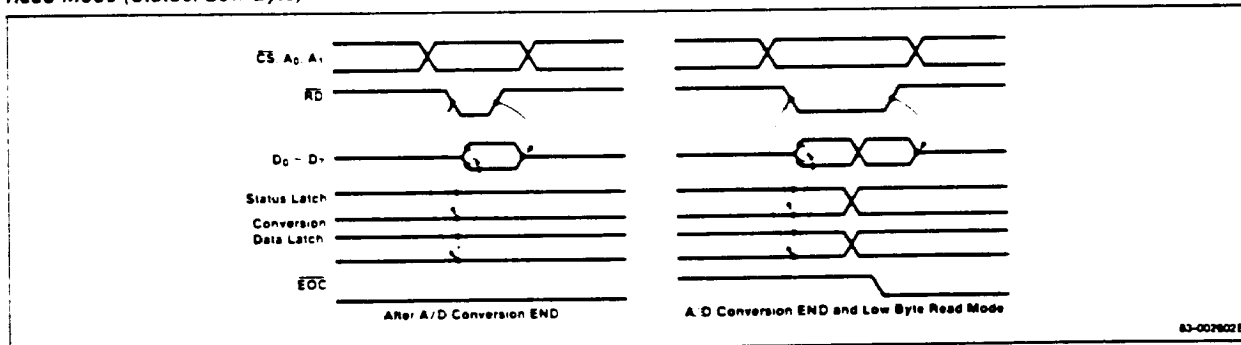 CS, A0, A1
RD
D0 - D7
Status Latch
Conversion
Data Latch
EOC
After A/D Conversion END
A/D Conversion END and Low Byte Read Mode
83-002802E